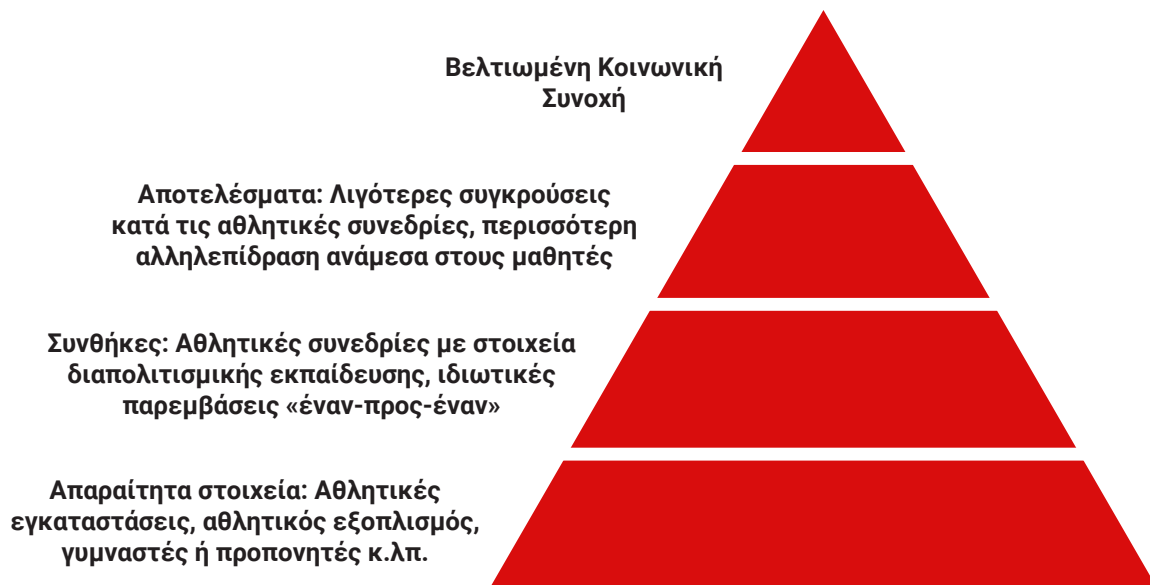 Βελτιωμένη Κοινωνική
Συνοχή
Αποτελέσματα: Λιγότερες συγκρούσεις
κατά τις αθλητικές συνεδρίες, περισσότερη
αλληλεπίδραση ανάμεσα στους μαθητές
Συνθήκες: Αθλητικές συνεδρίες με στοιχεία
διαπολιτισμικής εκπαίδευσης, ιδιωτικές
παρεμβάσεις «έναν-προς-έναν»
Απαραίτητα στοιχεία: Αθλητικές
εγκαταστάσεις, αθλητικός εξοπλισμός,
γυμναστές ή προπονητές κ.λπ.